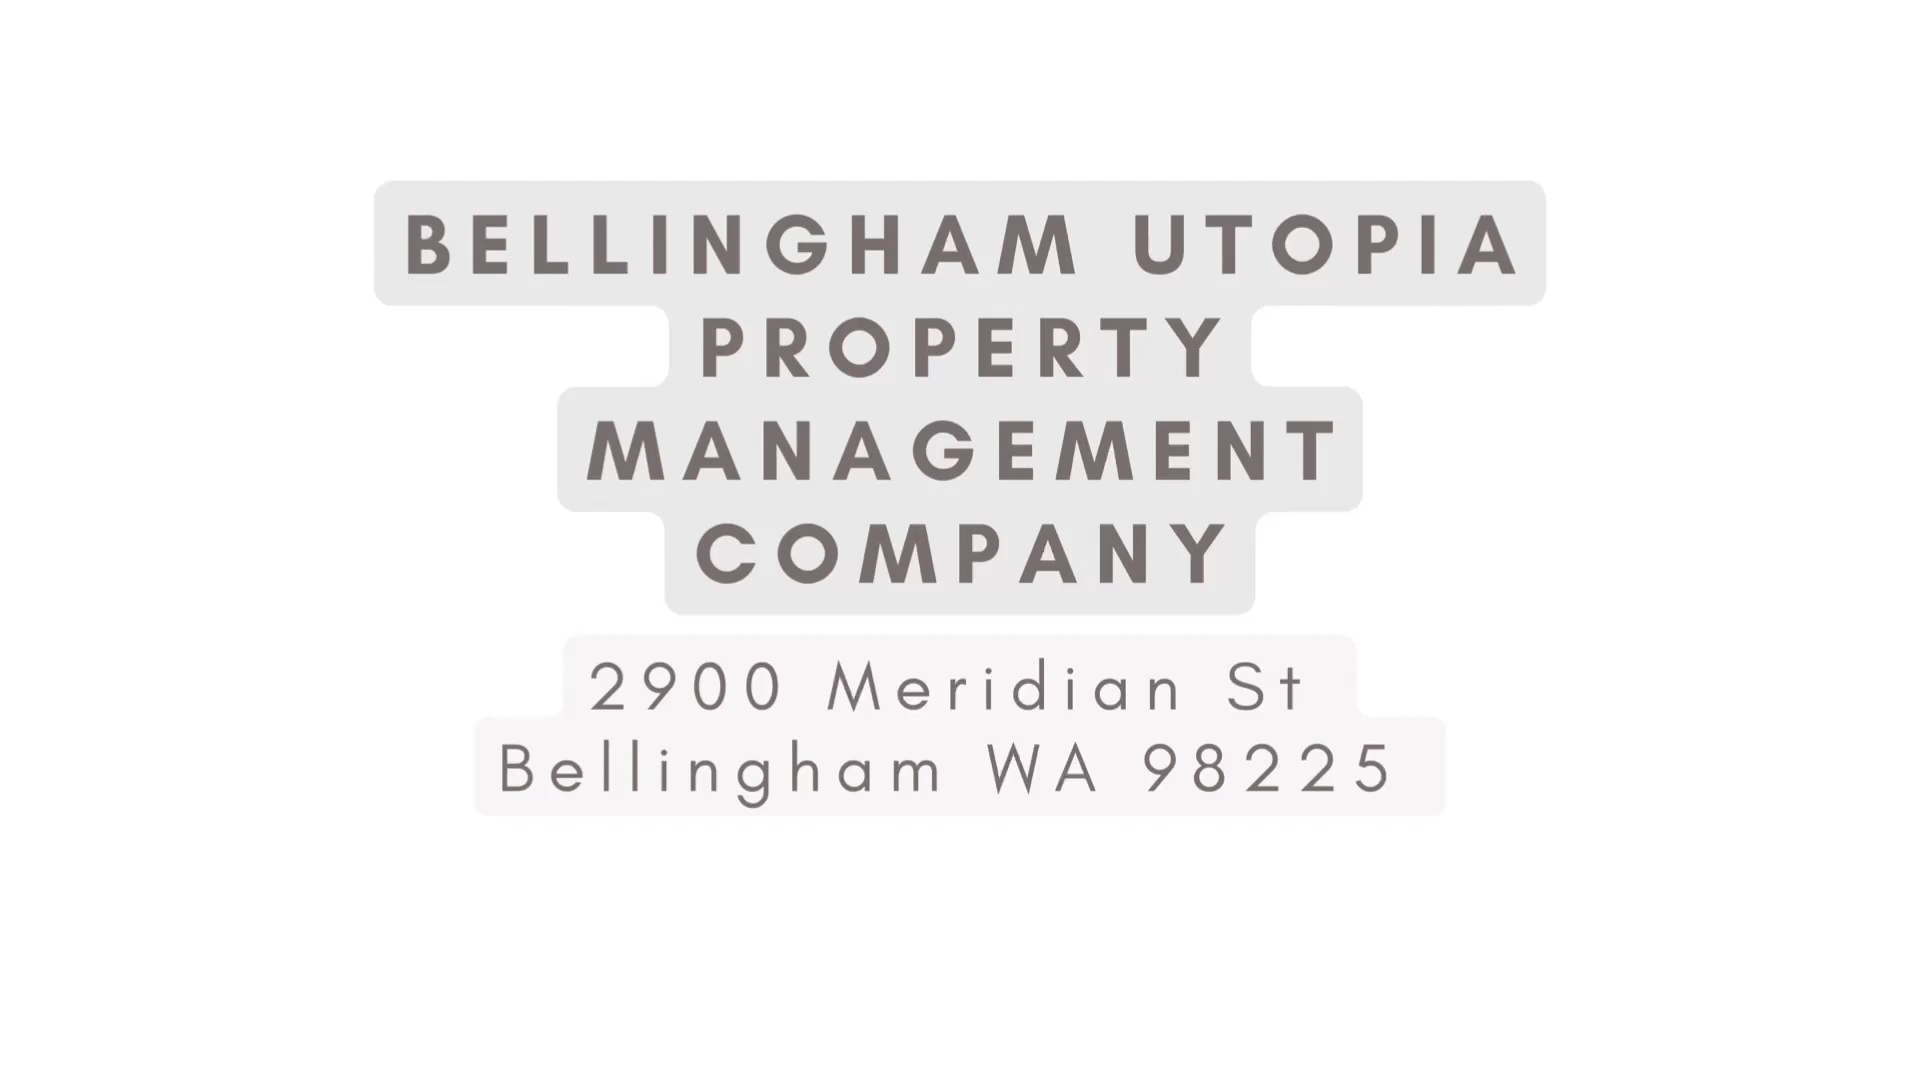 BELLINGHAM UTOPIA
PROPERTY
MANAGEMENT
COMPANY
2900 Meridian St
Bellingham WA 98225